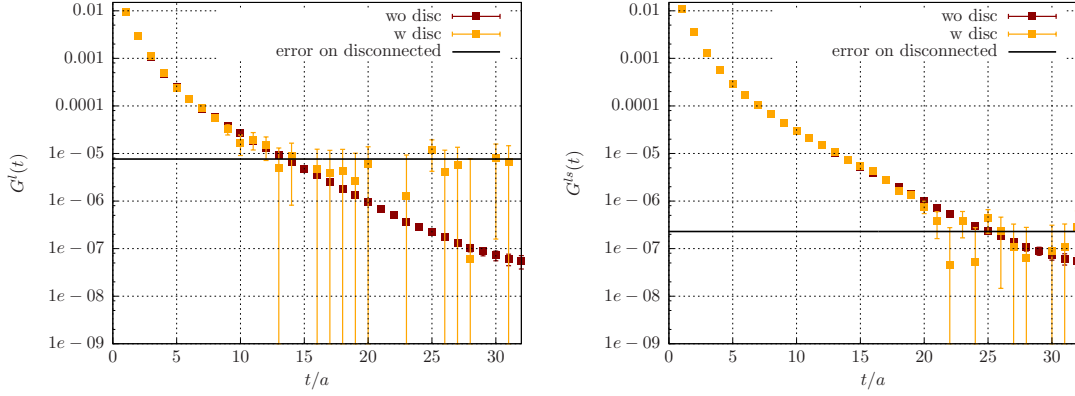 0.01
0.001
0.0001
1e − 05
1e − 06
1e − 07
1e − 08
1e − 09
G^l(t)
wo disc
w disc
error on disconnected
0 5 10 15 20 25 30
t/a
0.01
0.001
0.0001
1e − 05
1e − 06
1e − 07
1e − 08
1e − 09
G^{ls}(t)
wo disc
w disc
error on disconnected
0 5 10 15 20 25 30
t/a